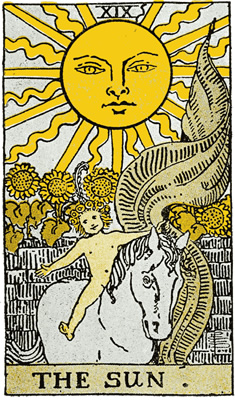 XIX
THE SUN.